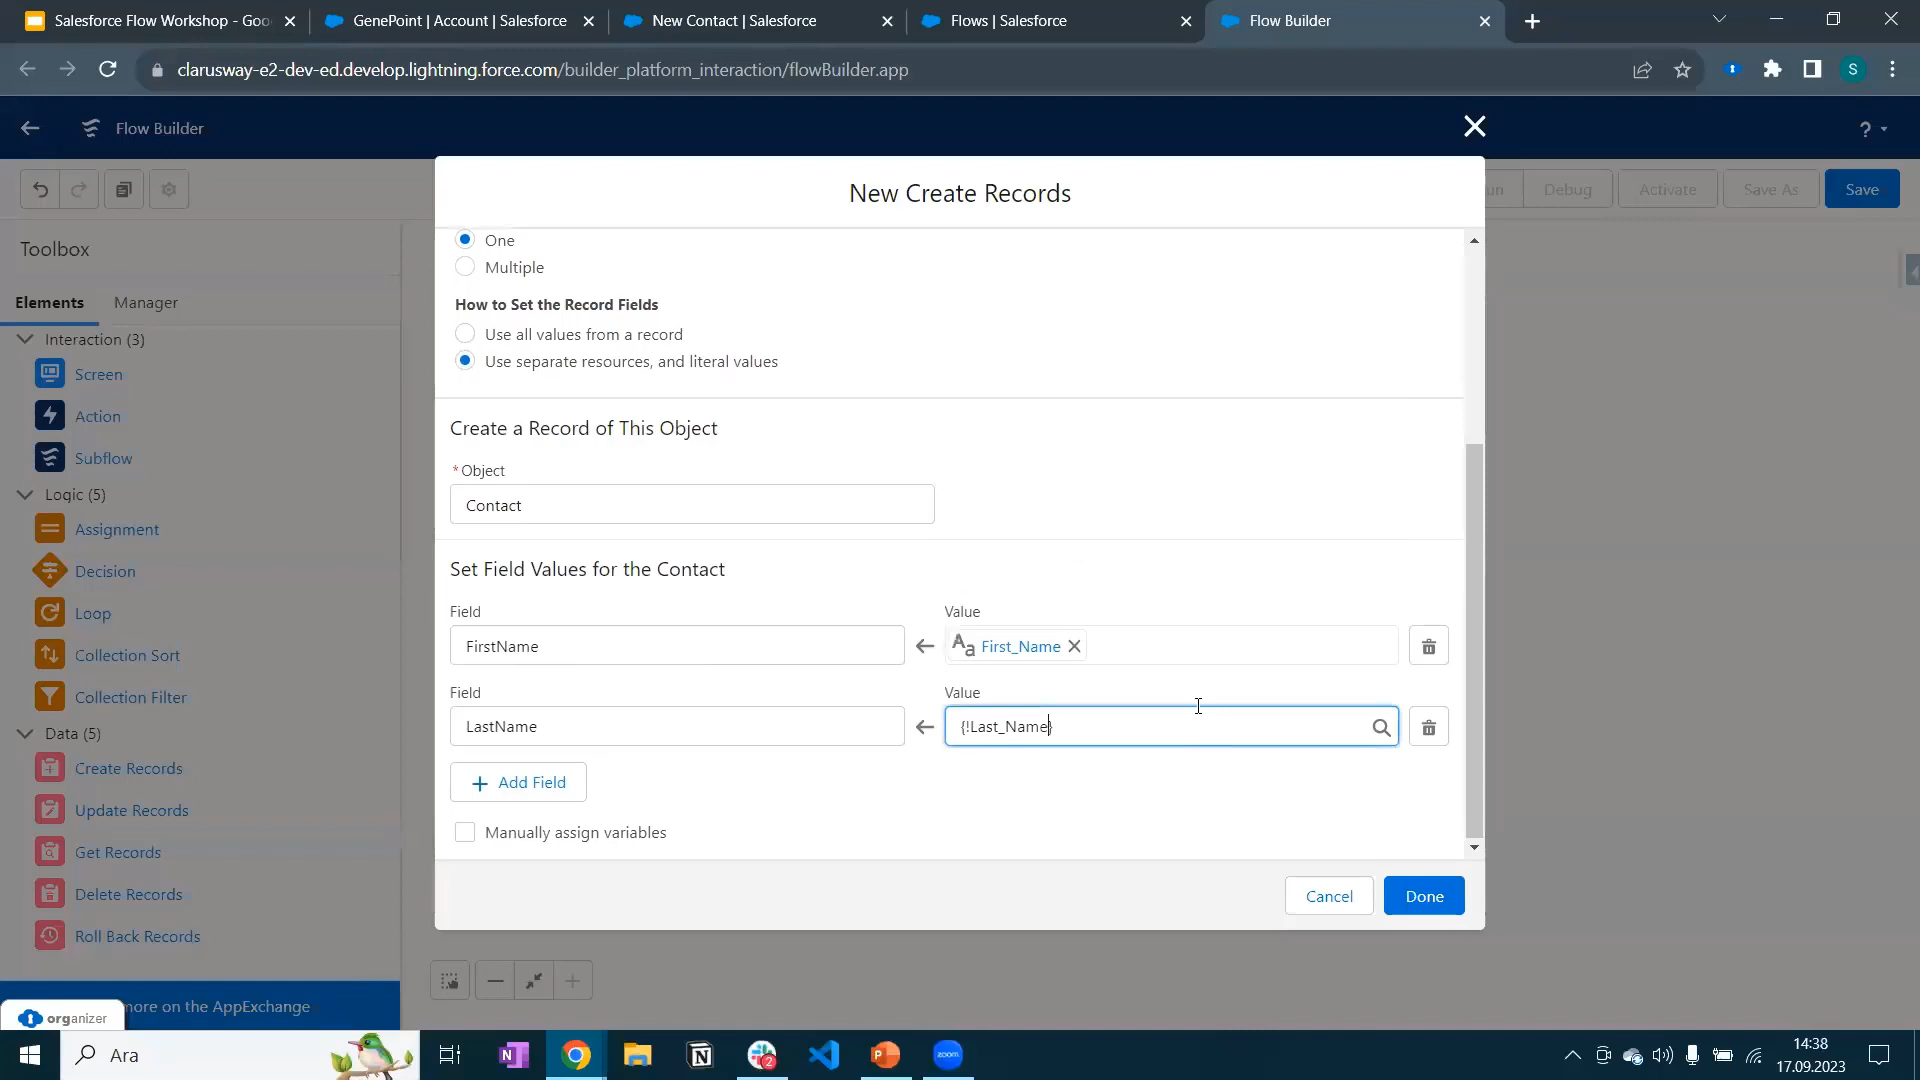 Salesforce Flow Workshop - Goo
GenePoint | Account | Salesforce
New Contact | Salesforce
Flows | Salesforce
Flow Builder
clarusway-e2-dev-ed.develop.lightning.force.com/builder_platform_interaction/flowBuilder.app
S
Flow Builder
?
New Create Records
un
Debug
Activate
Save As
Save
Toolbox
Elements
Manager
Interaction (3)
Screen
Action
Subflow
Logic (5)
Assignment
Decision
Loop
Collection Sort
Collection Filter
Data (5)
Create Records
Update Records
Get Records
Delete Records
Roll Back Records
more on the AppExchange
organizer
One
Multiple
How to Set the Record Fields
Use all values from a record
Use separate resources, and literal values
Create a Record of This Object
*Object
Contact
Set Field Values for the Contact
Field
Value
FirstName
Aa First_Name
Field
Value
LastName
{!Last_Name}
+ Add Field
Manually assign variables
Cancel
Done
Ara
N
N
2
P
zoom
14:38
17.09.2023